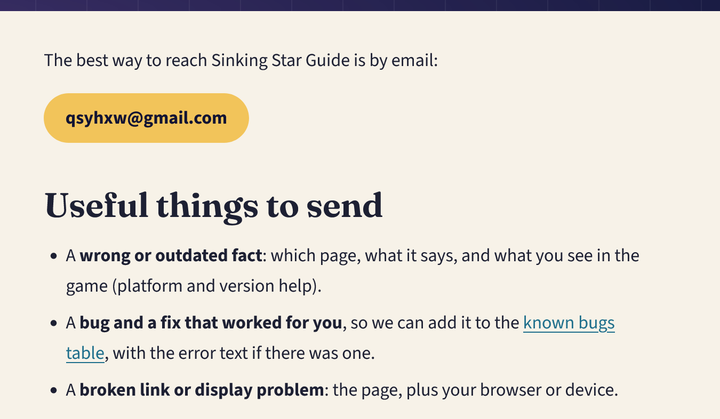 The best way to reach Sinking Star Guide is by email:
qsyhxw@gmail.com
Useful things to send
• A wrong or outdated fact: which page, what it says, and what you see in the
game (platform and version help).
• A bug and a fix that worked for you, so we can add it to the known bugs
table, with the error text if there was one.
• A broken link or display problem: the page, plus your browser or device.